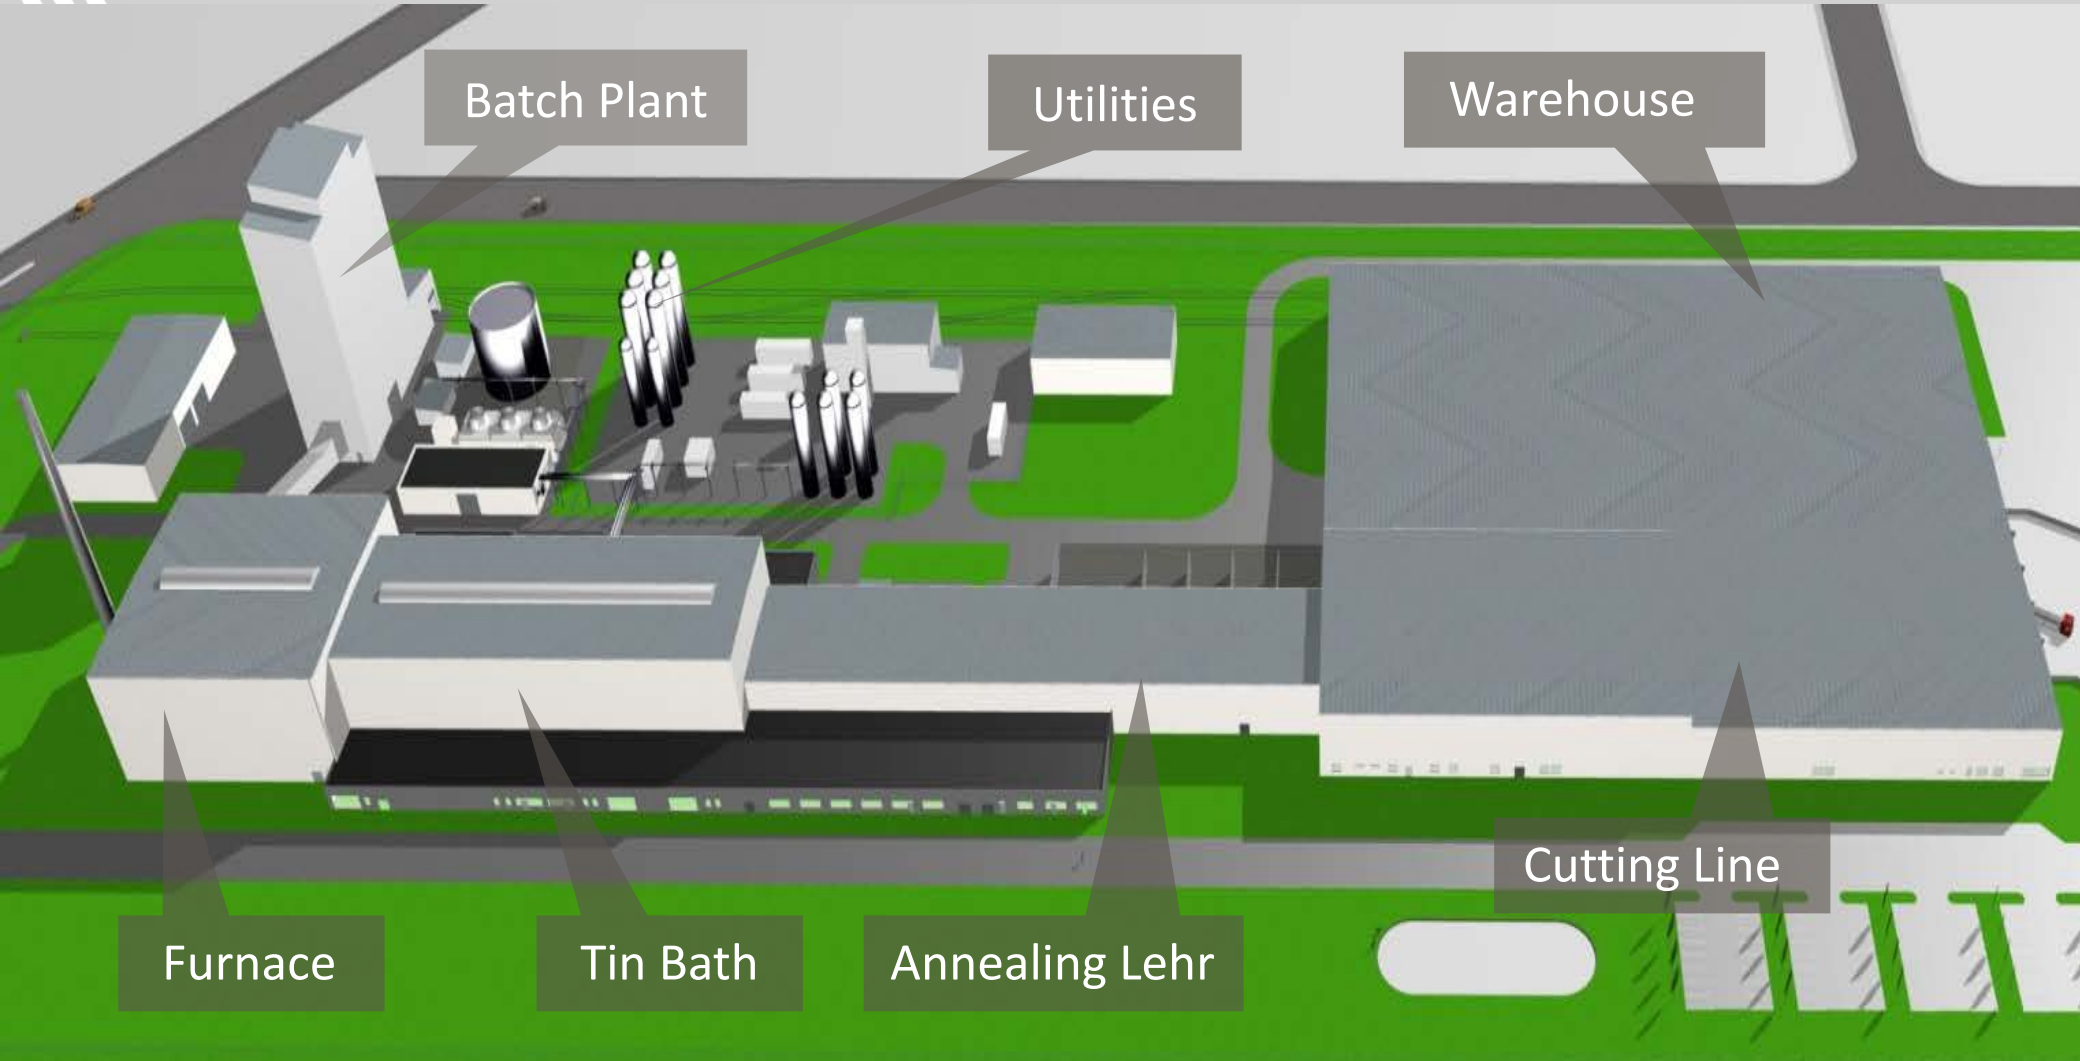 Batch Plant
Utilities
Warehouse
Cutting Line
Furnace
Tin Bath
Annealing Lehr